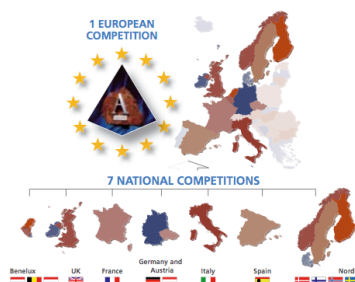 1 EUROPEAN
COMPETITION
A
7 NATIONAL COMPETITIONS
Benelux
UK
France
Germany and
Austria
Italy
Spain
Nord